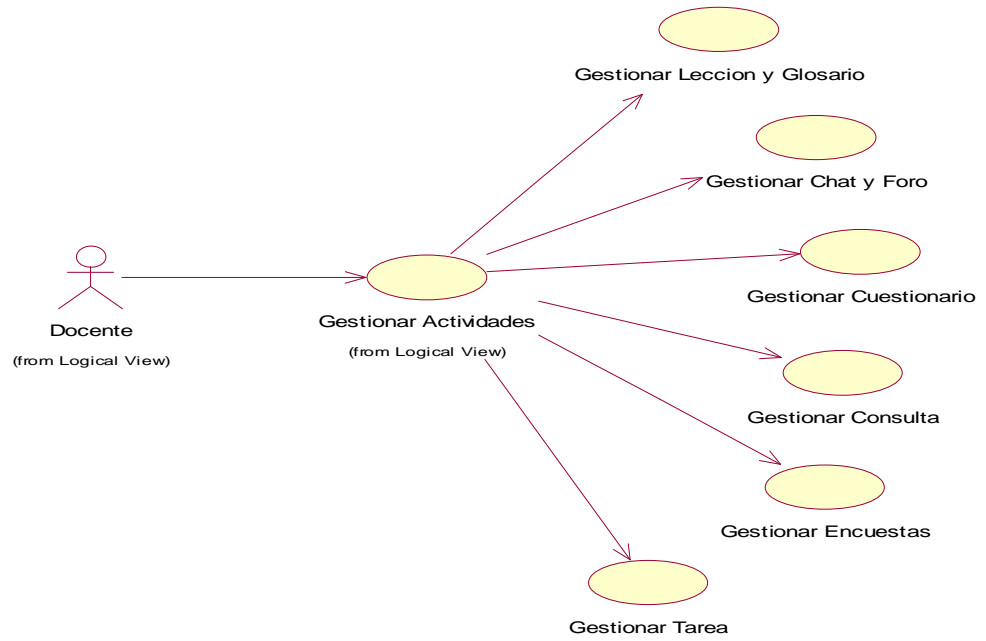 Gestionar Leccion y Glosario
Gestionar Chat y Foro
Gestionar Cuestionario
Docente
(from Logical View)
Gestionar Actividades
(from Logical View)
Gestionar Consulta
Gestionar Encuestas
Gestionar Tarea